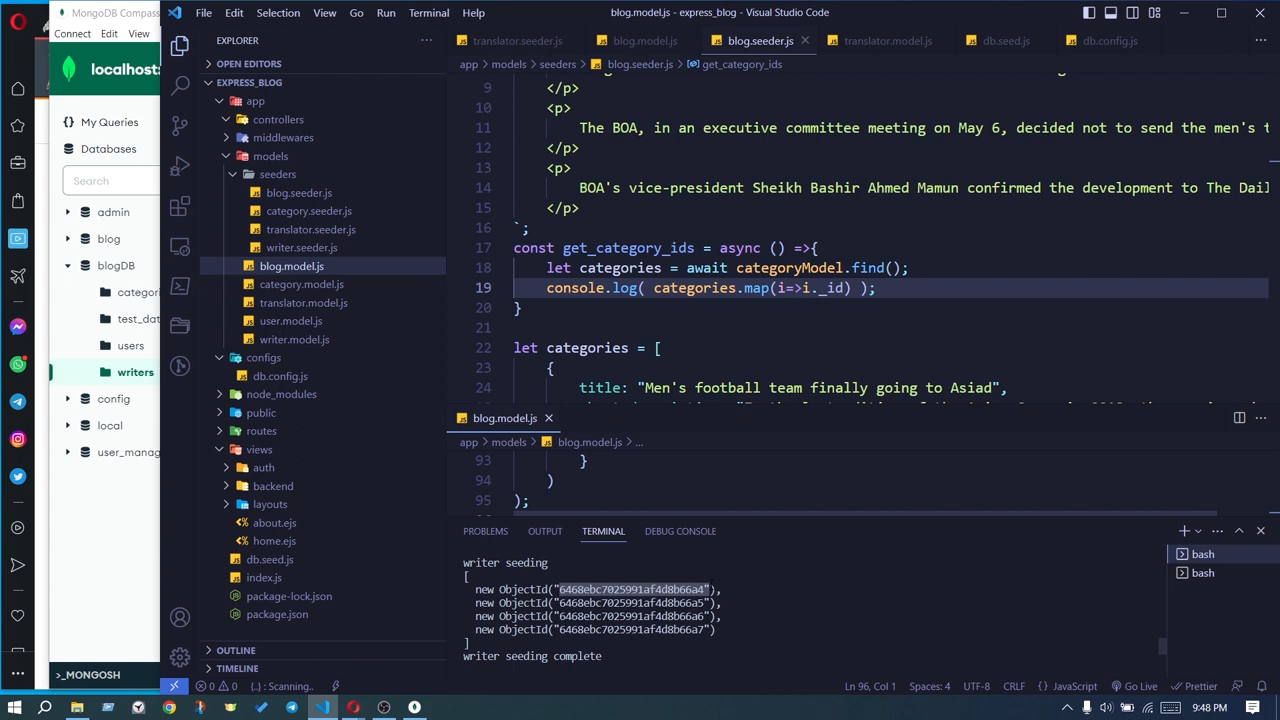 MongoDB Compass
Connect Edit View
localhost:
{} My Queries
Databases
Search
admin
blog
blogDB
categori
test_dat
users
writers
config
local
user_manag
>_MONGOSH
File Edit Selection View Go Run Terminal Help
blog.model.js - express_blog - Visual Studio Code
EXPLORER
OPEN EDITORS
EXPRESS_BLOG
app
controllers
middlewares
models
seeders
blog.seeder.js
category.seeder.js
translator.seeder.js
writer.seeder.js
blog.model.js
category.model.js
translator.model.js
user.model.js
writer.model.js
configs
db.config.js
node_modules
public
routes
views
auth
backend
layouts
about.ejs
home.ejs
db.seed.js
index.js
package-lock.json
package.json
OUTLINE
TIMELINE
translator.seeder.js blog.model.js blog.seeder.js translator.model.js db.seed.js db.config.js
app > models > seeders > blog.seeder.js > get_category_ids
9 </p>
10 <p>
11 The BOA, in an executive committee meeting on May 6, decided not to send the men's t
12 </p>
13 <p>
14 BOA's vice-president Sheikh Bashir Ahmed Mamun confirmed the development to The Dail
15 </p>
16 `;
17 const get_category_ids = async () =>{
18 let categories = await categoryModel.find();
19 console.log( categories.map(i=>i._id) );
20 }
21
22 let categories = [
23 {
24 title: "Men's football team finally going to Asiad",
blog.model.js
app > models > blog.model.js > ...
93 }
94 )
95 );
PROBLEMS OUTPUT TERMINAL DEBUG CONSOLE
writer seeding
[
new ObjectId("6468ebc7025991af4d8b66a4"),
new ObjectId("6468ebc7025991af4d8b66a5"),
new ObjectId("6468ebc7025991af4d8b66a6"),
new ObjectId("6468ebc7025991af4d8b66a7")
]
writer seeding complete
bash
bash
0 0 {..} : Scanning.. Ln 96, Col 1 Spaces: 4 UTF-8 CRLF {} JavaScript Go Live Prettier
9:48 PM